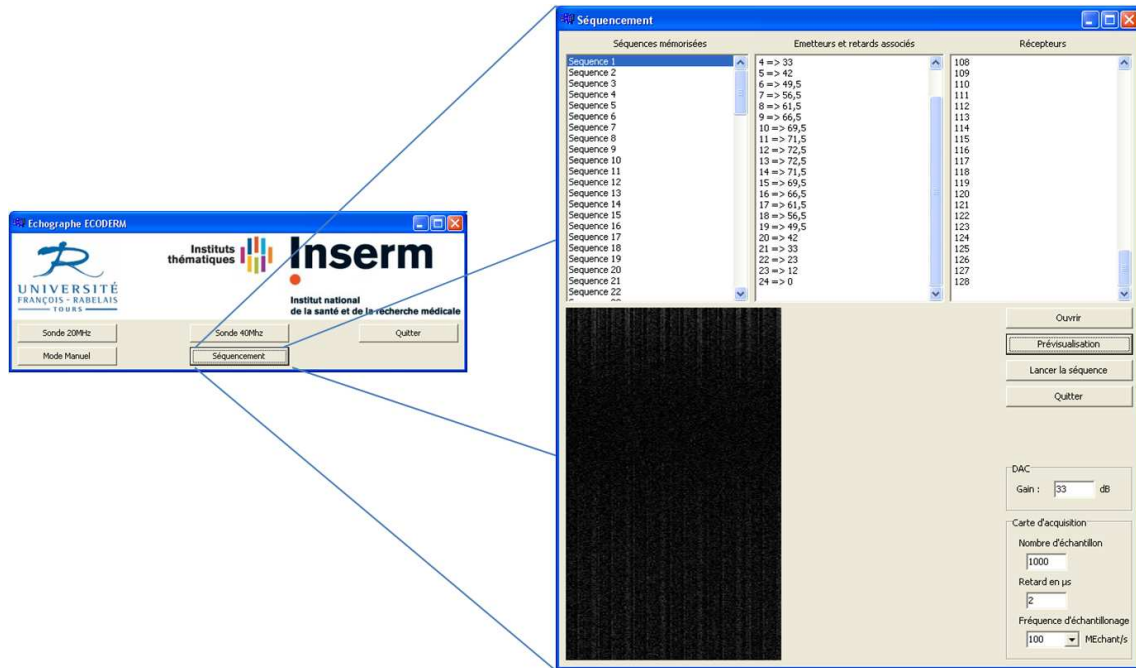 Echographe ECODERM
UNIVERSITÉ
FRANÇOIS - RABELAIS
TOURS
Instituts
thématiques
Inserm
Institut national
de la santé et de la recherche médicale
Sonde 20MHz
Sonde 40Mhz
Quitter
Mode Manuel
Séquencement
Séquencement
Séquences mémorisées
Sequence 1
Sequence 2
Sequence 3
Sequence 4
Sequence 5
Sequence 6
Sequence 7
Sequence 8
Sequence 9
Sequence 10
Sequence 11
Sequence 12
Sequence 13
Sequence 14
Sequence 15
Sequence 16
Sequence 17
Sequence 18
Sequence 19
Sequence 20
Sequence 21
Sequence 22
Emetteurs et retards associés
4 => 33
5 => 42
6 => 49,5
7 => 56,5
8 => 61,5
9 => 66,5
10 => 69,5
11 => 71,5
12 => 72,5
13 => 72,5
14 => 71,5
15 => 69,5
16 => 66,5
17 => 61,5
18 => 56,5
19 => 49,5
20 => 42
21 => 33
22 => 23
23 => 12
24 => 0
Récepteurs
108
109
110
111
112
113
114
115
116
117
118
119
120
121
122
123
124
125
126
127
128
Ouvrir
Prévisualisation
Lancer la séquence
Quitter
DAC
Gain : 33 dB
Carte d'acquisition
Nombre d'échantillon
1000
Retard en µs
2
Fréquence d'échantillonage
100 MEchant/s